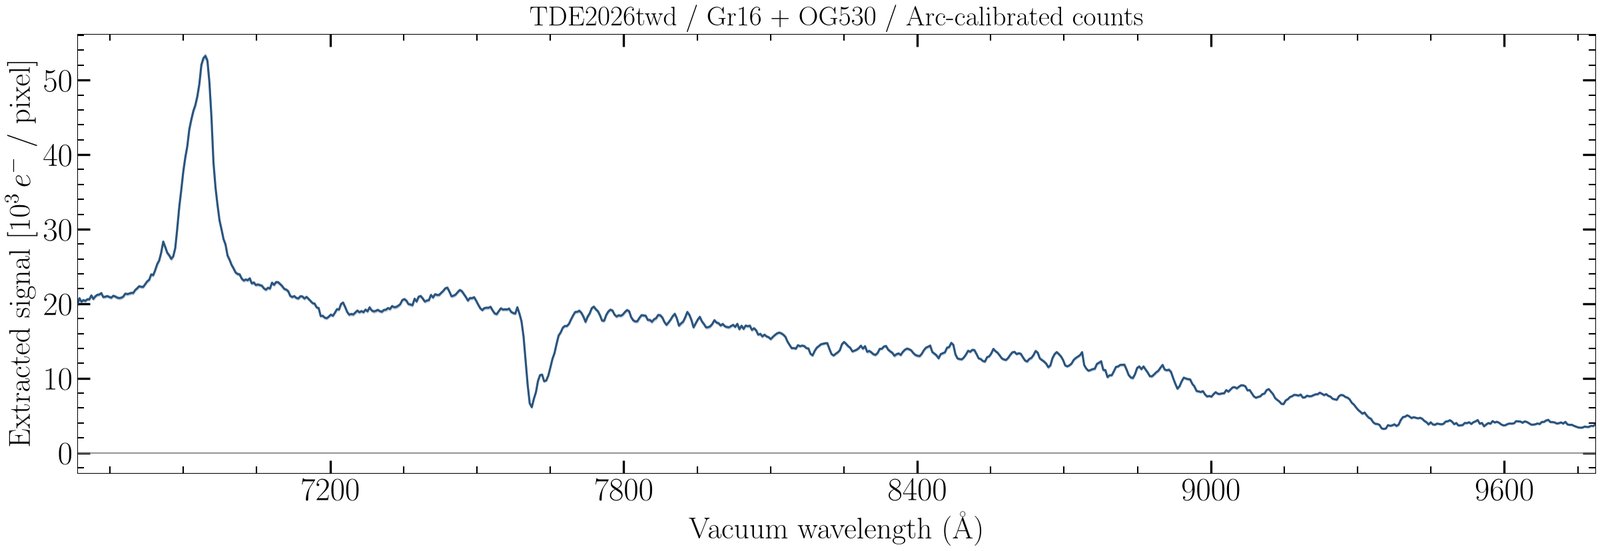 TDE2026twd / Gr16 + OG530 / Arc-calibrated counts
Extracted signal [10³ e⁻ / pixel]
50
40
30
20
10
0
7200 7800 8400 9000 9600
Vacuum wavelength (Å)